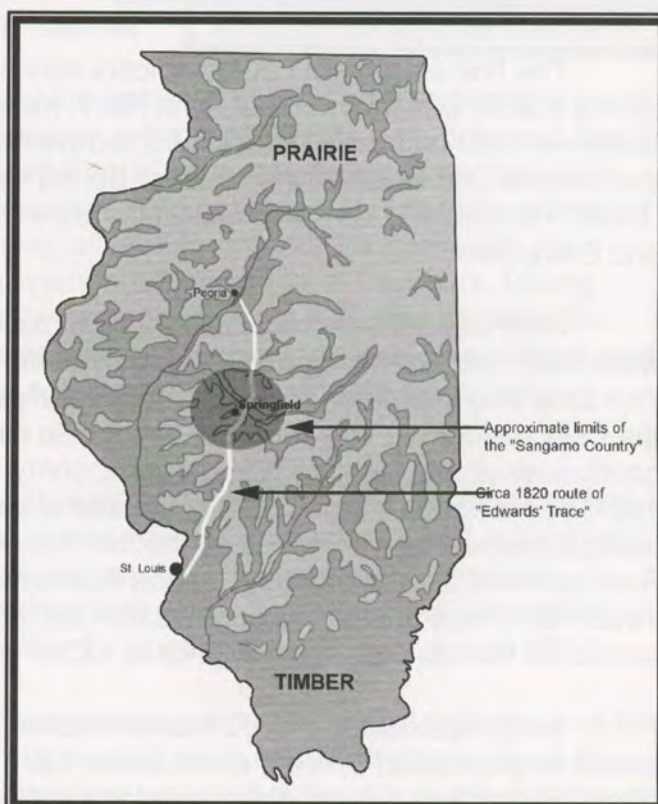 PRAIRIE
Peoria
Springfield
Approximate limits of
the "Sangamo Country"
Circa 1820 route of
"Edwards' Trace"
St. Louis
TIMBER